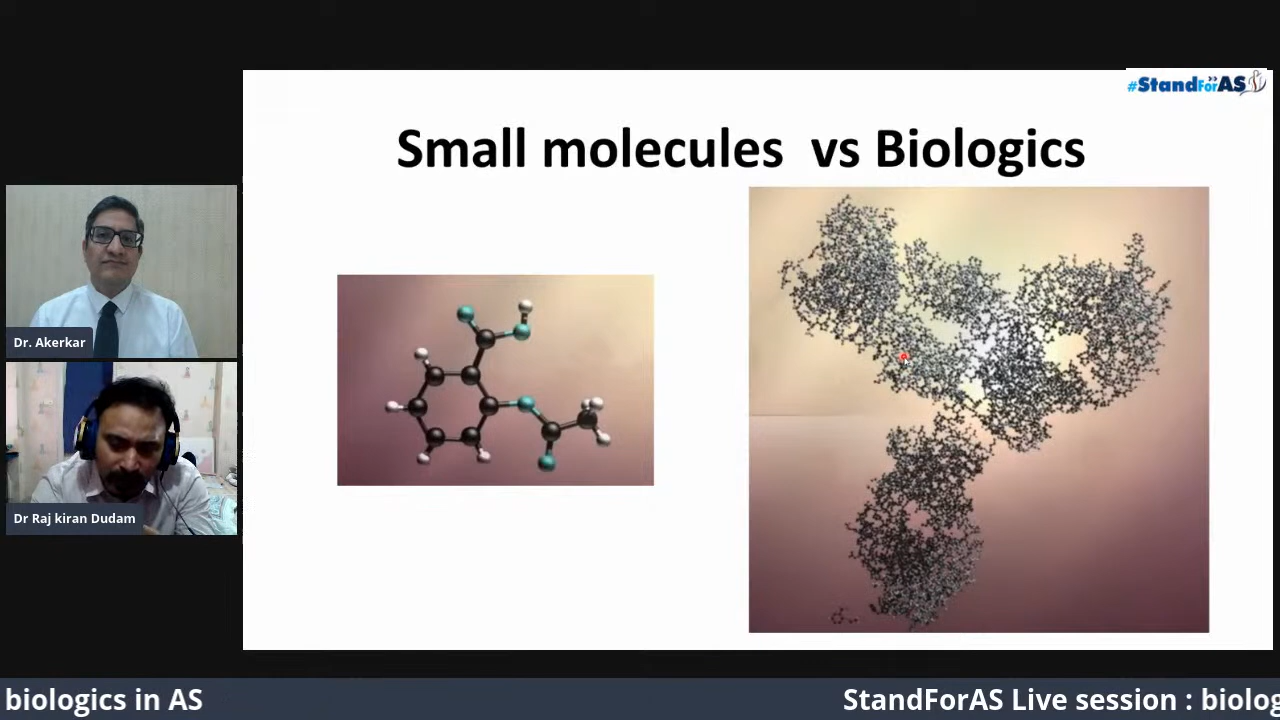 #StandForAS
Small molecules vs Biologics
Dr. Akerkar
Dr Raj kiran Dudam
biologics in AS
StandForAS Live session : biolog